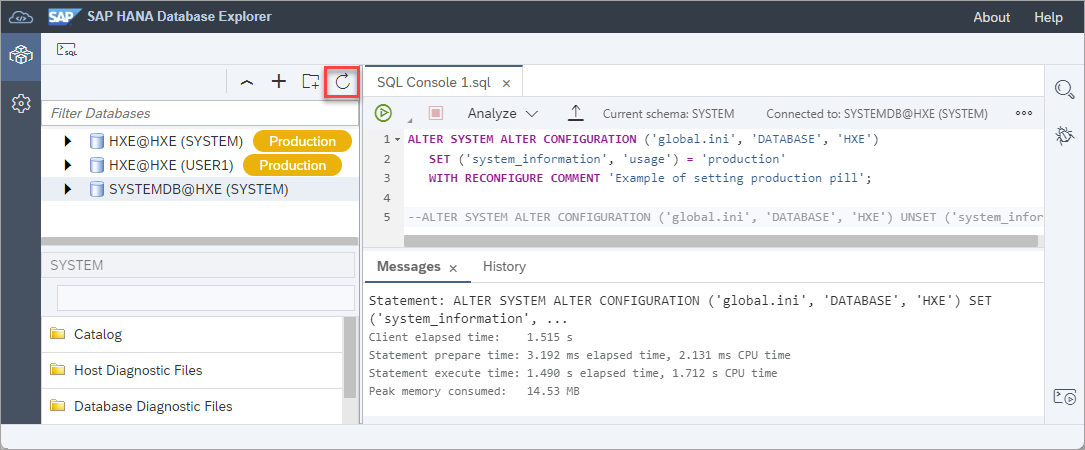 SAP SAP HANA Database Explorer
About Help
SQL
SQL Console 1.sql ×
Filter Databases
Analyze Current schema: SYSTEM Connected to: SYSTEMDB@HXE (SYSTEM)
HXE@HXE (SYSTEM) Production
HXE@HXE (USER1) Production
SYSTEMDB@HXE (SYSTEM)
1 ALTER SYSTEM ALTER CONFIGURATION ('global.ini', 'DATABASE', 'HXE')
2 SET ('system_information', 'usage') = 'production'
3 WITH RECONFIGURE COMMENT 'Example of setting production pill';
4
5 --ALTER SYSTEM ALTER CONFIGURATION ('global.ini', 'DATABASE', 'HXE') UNSET ('system_infor
SYSTEM
Catalog
Host Diagnostic Files
Database Diagnostic Files
Messages × History
Statement: ALTER SYSTEM ALTER CONFIGURATION ('global.ini', 'DATABASE', 'HXE') SET
('system_information', ...
Client elapsed time: 1.515 s
Statement prepare time: 3.192 ms elapsed time, 2.131 ms CPU time
Statement execute time: 1.490 s elapsed time, 1.712 s CPU time
Peak memory consumed: 14.53 MB